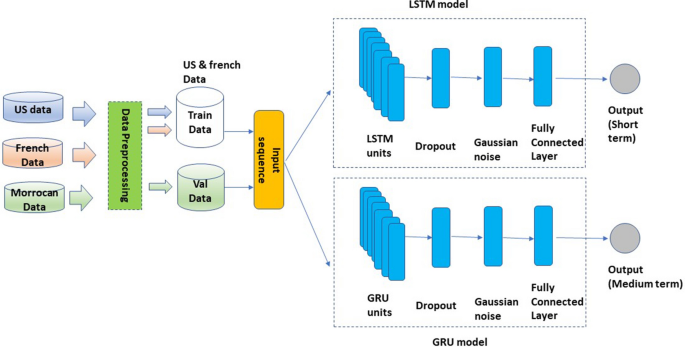 LSTM model
US & french
Data
US data
French
Data
Morrocan
Data
Data Preprocessing
Train
Data
Val
Data
Input
sequence
LSTM
units
Dropout
Gaussian
noise
Fully
Connected
Layer
Output
(Short
term)
GRU
units
Dropout
Gaussian
noise
Fully
Connected
Layer
Output
(Medium term)
GRU model